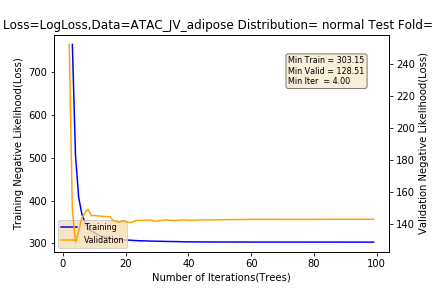 Loss=LogLoss,Data=ATAC_JV_adipose Distribution= normal Test Fold=
Training Negative Likelihood(Loss)
700
600
500
400
300
Min Train = 303.15
Min Valid = 128.51
Min Iter  = 4.00
Training
Validation
240
220
200
180
160
140
Validation Negative Likelihood(Loss)
0
20
40
60
80
100
Number of Iterations(Trees)